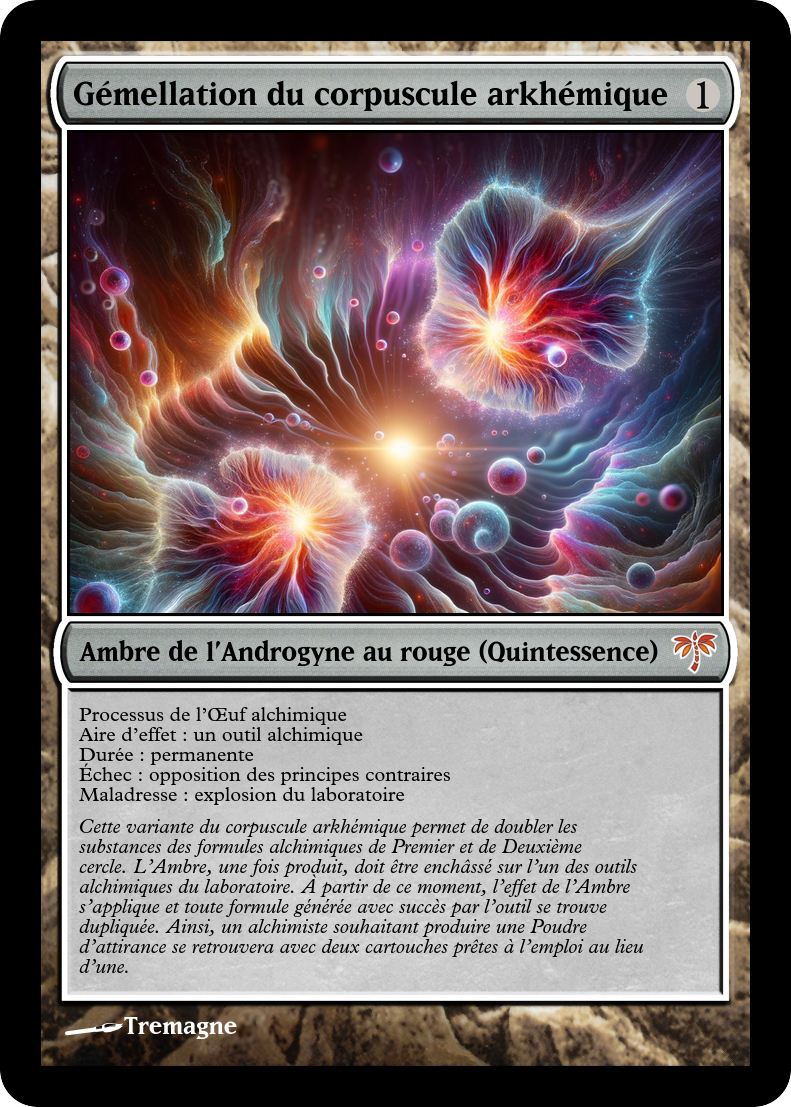 Gémellation du corpuscule arkhémique 1
Ambre de l'Androgyne au rouge (Quintessence)
Processus de l'Œuf alchimique
Aire d'effet : un outil alchimique
Durée : permanente
Échec : opposition des principes contraires
Maladresse : explosion du laboratoire
Cette variante du corpuscule arkhémique permet de doubler les
substances des formules alchimiques de Premier et de Deuxième
cercle. L'Ambre, une fois produit, doit être enchâssé sur l'un des outils
alchimiques du laboratoire. À partir de ce moment, l'effet de l'Ambre
s'applique et toute formule générée avec succès par l'outil se trouve
dupliquée. Ainsi, un alchimiste souhaitant produire une Poudre
d'attirance se retrouvera avec deux cartouches prêtes à l'emploi au lieu
d'une.
Tremagne